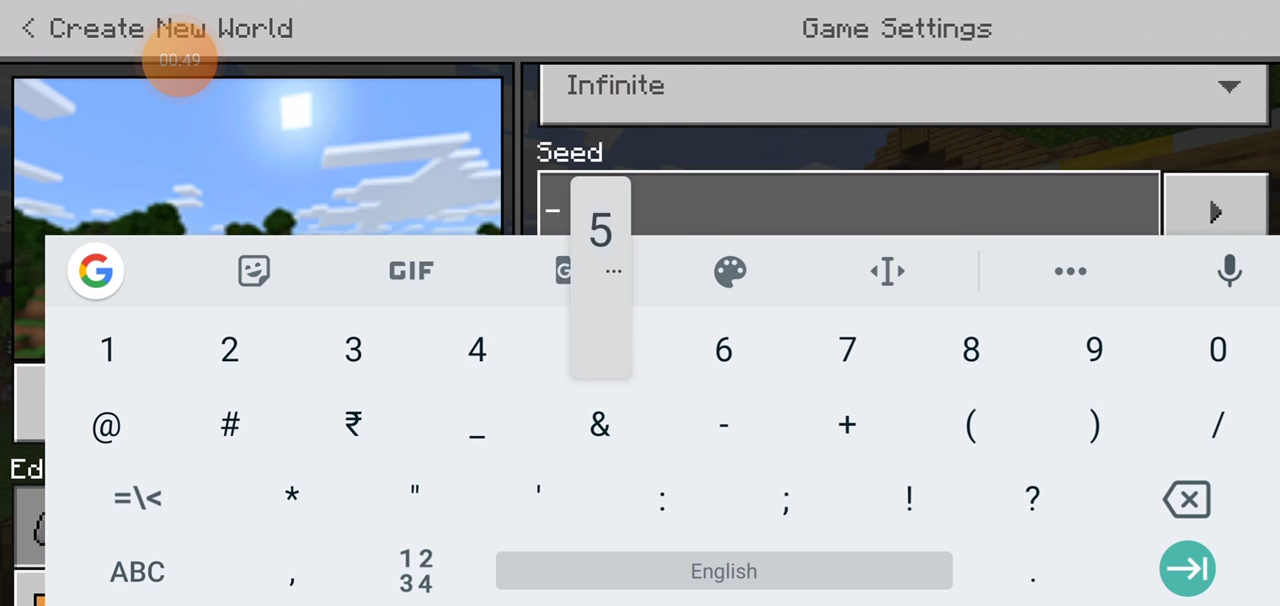 < Create New World
Game Settings
00:49
Infinite
Seed
-
5
GIF
1 2 3 4 6 7 8 9 0
@ # ₹ _ & - + ( ) /
=\< * " ' : ; ! ?
Ed
ABC , 12 34 English .